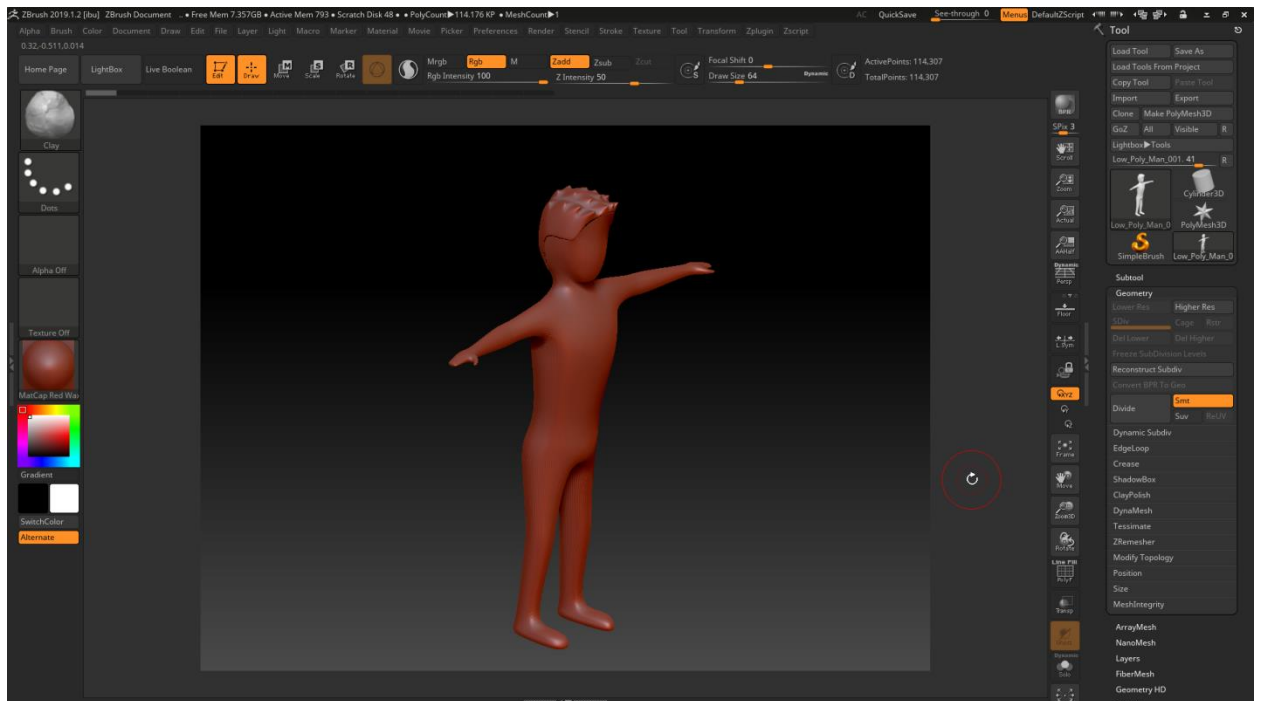 ZBrush 2019.1.2 [ibu] ZBrush Document .. • Free Mem 7.357GB • Active Mem 793 • Scratch Disk 48 • • PolyCount▶114.176 KP • MeshCount▶1 AC QuickSave See-through 0 Menus DefaultZScript
Alpha Brush Color Document Draw Edit File Layer Light Macro Marker Material Movie Picker Preferences Render Stencil Stroke Texture Tool Transform Zplugin Zscript
0.32,-0.511,0.014
Home Page LightBox Live Boolean Edit Draw Move Scale Rotate
Mrgb Rgb M Zadd Zsub Zcut Focal Shift 0 ActivePoints: 114,307
Rgb Intensity 100 Z Intensity 50 S Draw Size 64 Dynamic D TotalPoints: 114,307
Clay
Dots
Alpha Off
Texture Off
MatCap Red Wax
Gradient
SwitchColor
Alternate
BPR
SPix 3
Scroll
Zoom
Actual
AAHalf
Dynamic
Persp
Floor
L.Sym
XYZ
Frame
Move
Zoom3D
Rotate
Line Fill
PolyF
Transp
Dynamic
Solo
Tool
Load Tool Save As
Load Tools From Project
Copy Tool Paste Tool
Import Export
Clone Make PolyMesh3D
GoZ All Visible R
Lightbox▶Tools
Low_Poly_Man_001. 41 R
Cylinder3D
Low_Poly_Man_0 PolyMesh3D
SimpleBrush Low_Poly_Man_0
Subtool
Geometry
Lower Res Higher Res
SDiv Cage Rstr
Del Lower Del Higher
Freeze SubDivision Levels
Reconstruct Subdiv
Convert BPR To Geo
Divide Smt
Suv ReUV
Dynamic Subdiv
EdgeLoop
Crease
ShadowBox
ClayPolish
DynaMesh
Tessimate
ZRemesher
Modify Topology
Position
Size
MeshIntegrity
ArrayMesh
NanoMesh
Layers
FiberMesh
Geometry HD